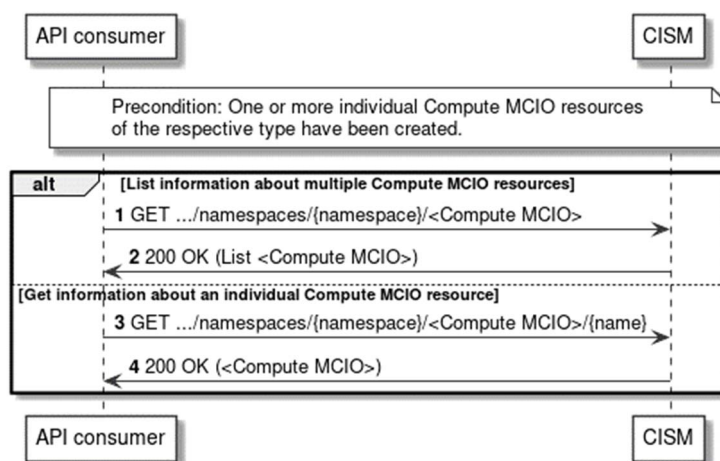 API consumer
CISM
Precondition: One or more individual Compute MCIO resources
of the respective type have been created.
alt
[List information about multiple Compute MCIO resources]
1 GET .../namespaces/{namespace}/<Compute MCIO>
2 200 OK (List <Compute MCIO>)
[Get information about an individual Compute MCIO resource]
3 GET .../namespaces/{namespace}/<Compute MCIO>/{name}
4 200 OK (<Compute MCIO>)
API consumer
CISM